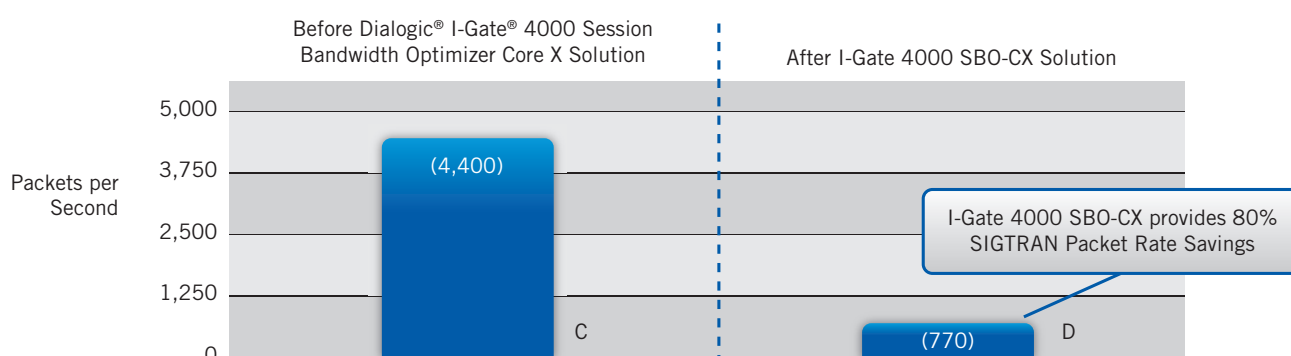 Before Dialogic® I-Gate® 4000 Session
Bandwidth Optimizer Core X Solution
After I-Gate 4000 SBO-CX Solution
5,000
3,750
2,500
1,250
0
Packets per
Second
(4,400)
C
I-Gate 4000 SBO-CX provides 80%
SIGTRAN Packet Rate Savings
(770)
D